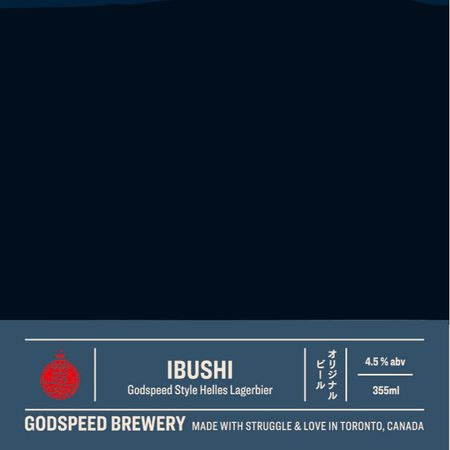 IBUSHI
Godspeed Style Helles Lagerbier
オリジナル
ビール
4.5 % abv
355ml
GODSPEED BREWERY MADE WITH STRUGGLE & LOVE IN TORONTO, CANADA